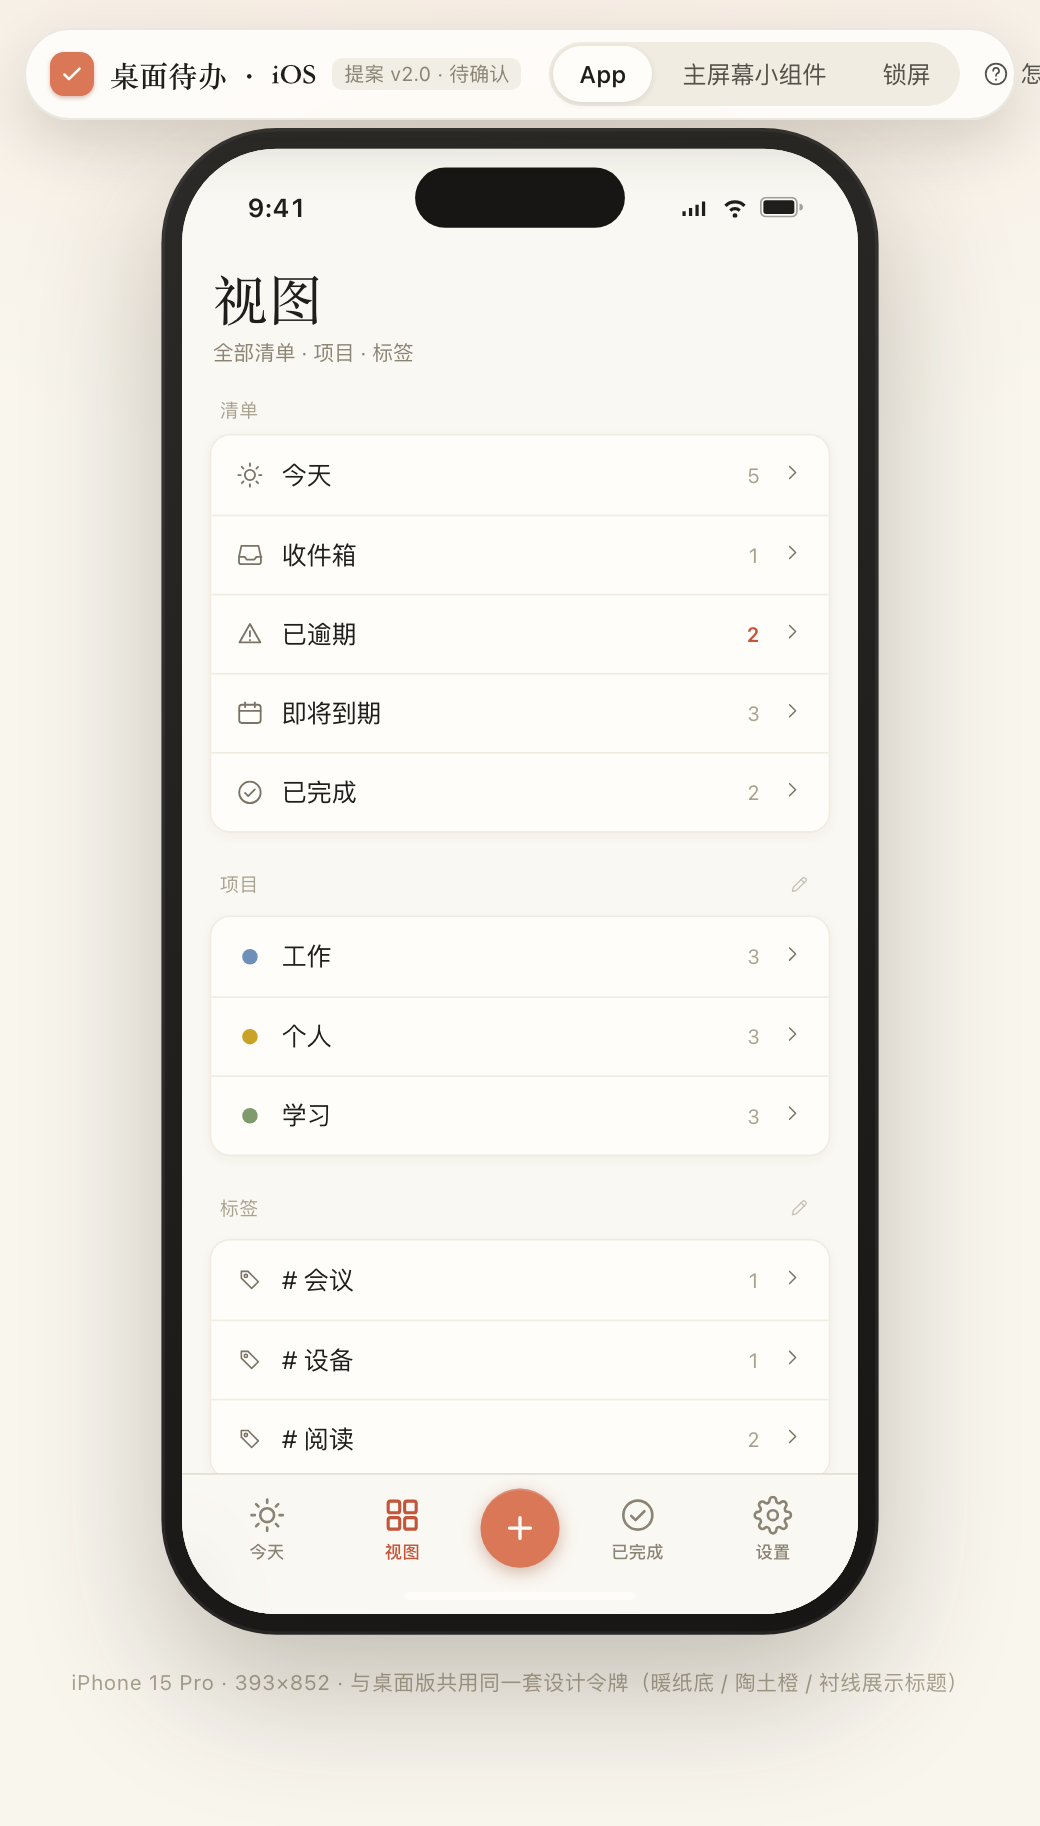 桌面待办 · iOS 提案 v2.0 · 待确认 App 主屏幕小组件 锁屏 怎
9:41
视图
全部清单 · 项目 · 标签
清单
今天 5
收件箱 1
已逾期 2
即将到期 3
已完成 2
项目
工作 3
个人 3
学习 3
标签
# 会议 1
# 设备 1
# 阅读 2
今天 视图 已完成 设置
iPhone 15 Pro · 393×852 · 与桌面版共用同一套设计令牌（暖纸底 / 陶土橙 / 衬线展示标题）